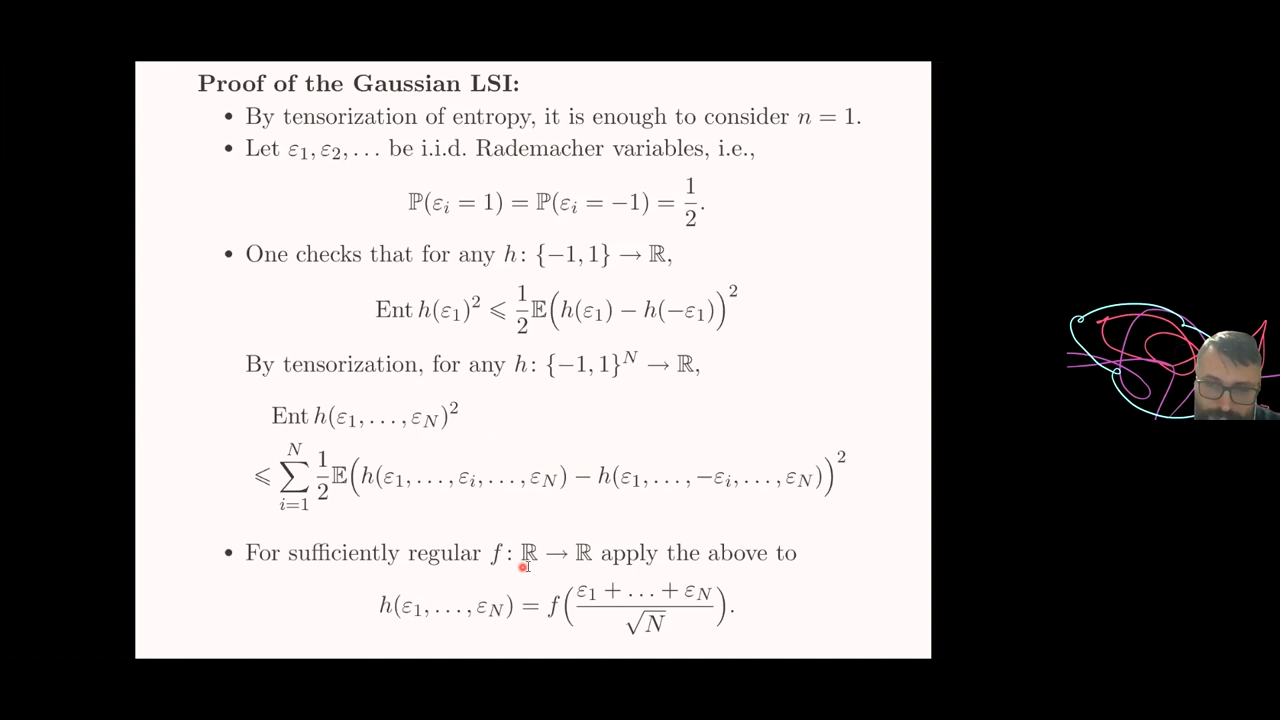 Proof of the Gaussian LSI:
• By tensorization of entropy, it is enough to consider n = 1.
• Let ε₁, ε₂, … be i.i.d. Rademacher variables, i.e.,
ℙ(εᵢ = 1) = ℙ(εᵢ = −1) = 1/2.
• One checks that for any h: {−1, 1} → ℝ,
Ent h(ε₁)² ⩽ 1/2 𝔼(h(ε₁) − h(−ε₁))²
By tensorization, for any h: {−1, 1}ᴺ → ℝ,
Ent h(ε₁, …, ε_N)²
⩽ ∑_{i=1}^{N} 1/2 𝔼(h(ε₁, …, εᵢ, …, ε_N) − h(ε₁, …, −εᵢ, …, ε_N))²
• For sufficiently regular f: ℝ → ℝ apply the above to
h(ε₁, …, ε_N) = f((ε₁ + … + ε_N)/√N).